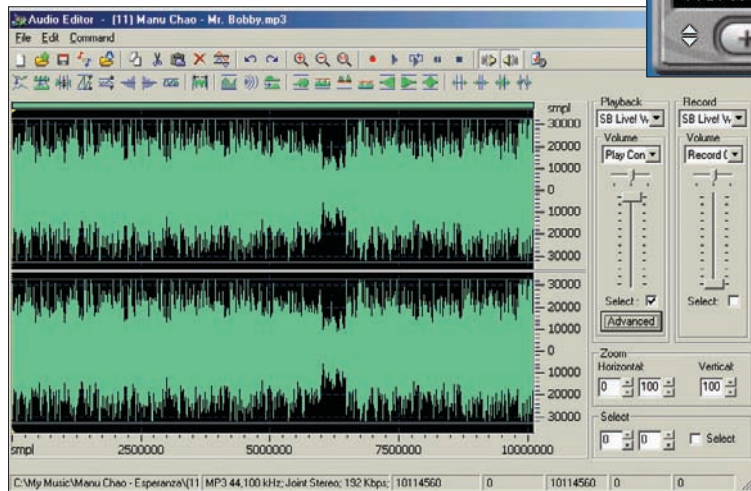 Audio Editor - (11) Manu Chao - Mr. Bobby.mp3
File Edit Command
smpl
30000
20000
10000
0
10000
20000
30000
30000
20000
10000
0
10000
20000
30000
smpl 2500000 5000000 7500000 10000000
Playback Record
SB Live! W SB Live! W
Volume Volume
Play Con Record C
Select: Select:
Advanced
Zoom
Horizontal: Vertical:
0 100 100
Select
0 0 Select
C:\My Music\Manu Chao - Esperanza\(11 MP3 44,100 kHz; Joint Stereo; 192 Kbps; 10114560 0 10114560 0 0